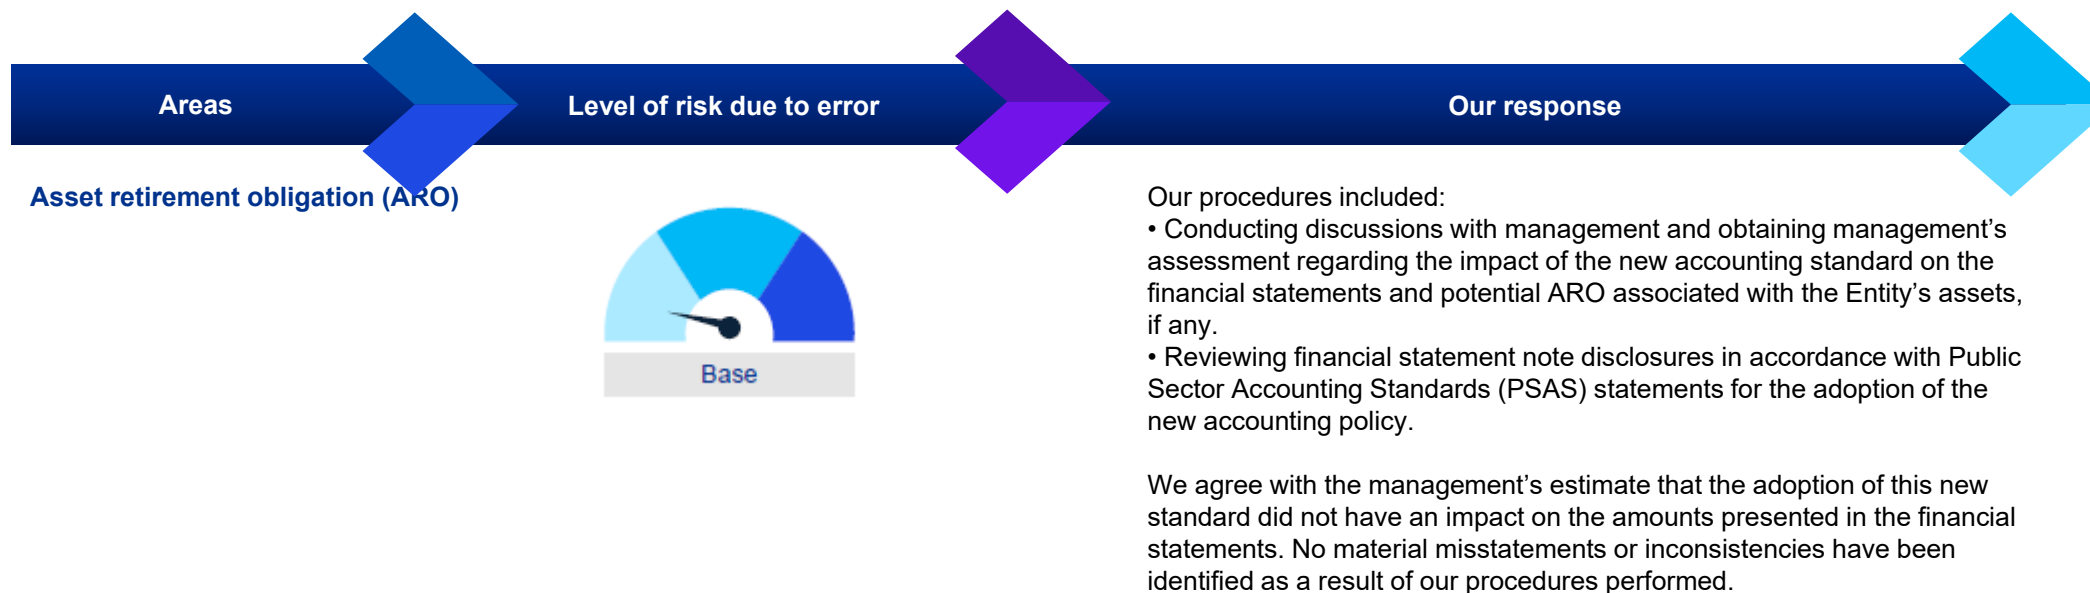 Areas
Level of risk due to error
Our response
Asset retirement obligation (ARO)
Base
Our procedures included:
• Conducting discussions with management and obtaining management’s
assessment regarding the impact of the new accounting standard on the
financial statements and potential ARO associated with the Entity’s assets,
if any.
• Reviewing financial statement note disclosures in accordance with Public
Sector Accounting Standards (PSAS) statements for the adoption of the
new accounting policy.
We agree with the management’s estimate that the adoption of this new
standard did not have an impact on the amounts presented in the financial
statements. No material misstatements or inconsistencies have been
identified as a result of our procedures performed.